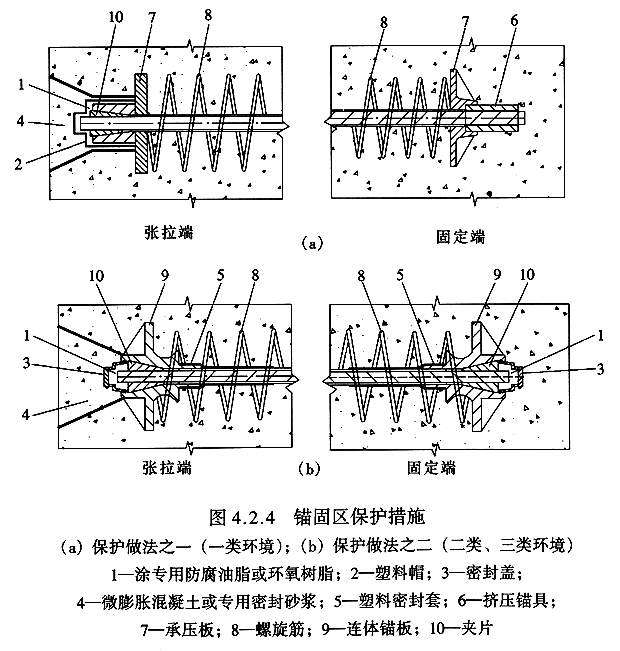 10 7 8
8 7 6
1
4
2
张拉端
固定端
(a)
10 9 5 8
8 5 9 10
1
3
4
1
3
张拉端
固定端
(b)
图 4.2.4 锚固区保护措施
(a) 保护做法之一 (一类环境); (b) 保护做法之二 (二类、三类环境)
1—涂专用防腐油脂或环氧树脂; 2—塑料帽; 3—密封盖;
4—微膨胀混凝土或专用密封砂浆; 5—塑料密封套; 6—挤压锚具;
7—承压板; 8—螺旋筋; 9—连体锚板; 10—夹片